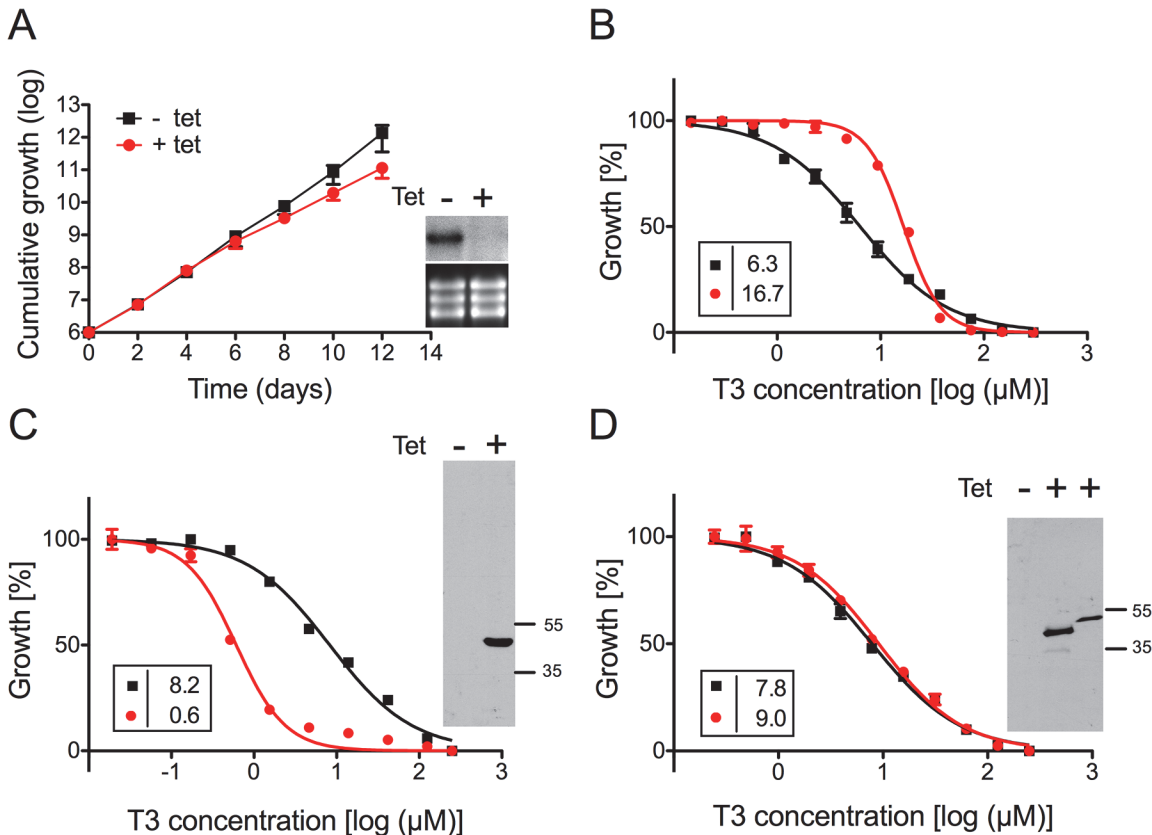 A
Cumulative growth (log)
13
12
11
10
9
8
7
6
- tet
+ tet
Tet - +
0 2 4 6 8 10 12 14
Time (days)
B
Growth [%]
100
50
0
6.3
16.7
0 1 2 3
T3 concentration [log (µM)]
C
Tet - +
Growth [%]
100
50
0
55
35
8.2
0.6
-1 0 1 2 3
T3 concentration [log (µM)]
D
Tet - + +
Growth [%]
100
50
0
55
35
7.8
9.0
0 1 2 3
T3 concentration [log (µM)]